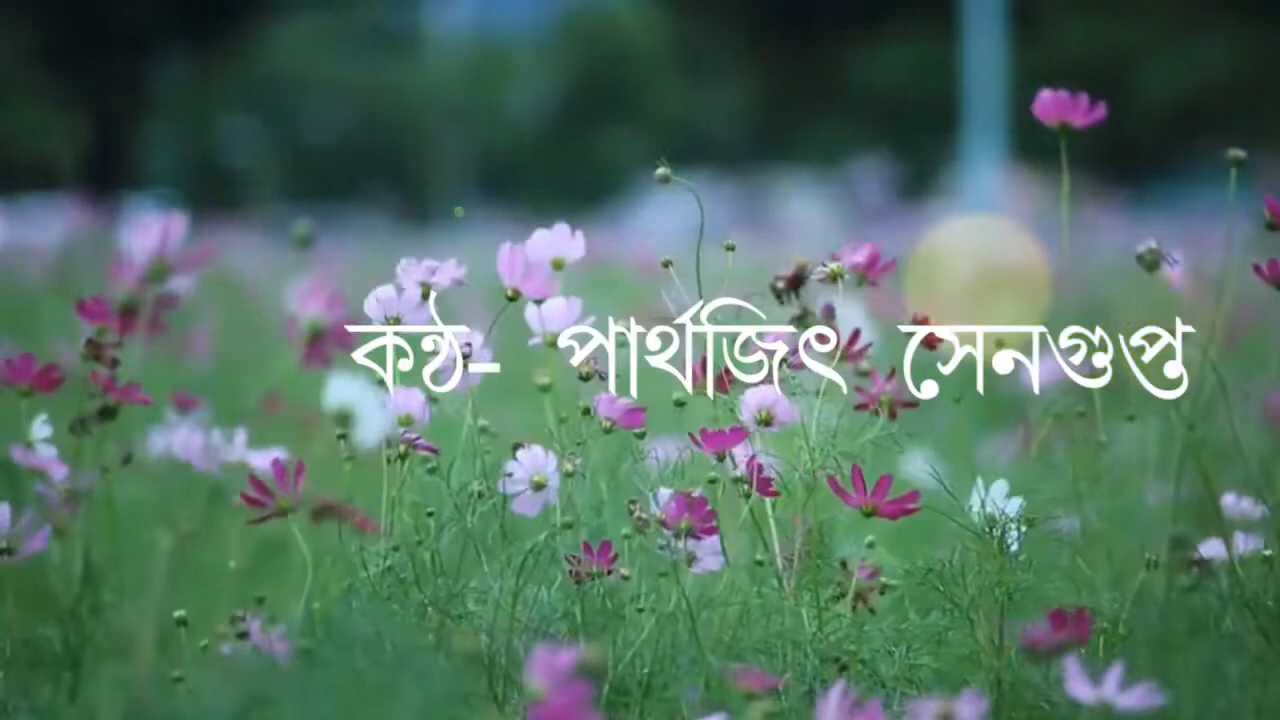 কন্ঠ- পার্থজিৎ সেনগুপ্ত